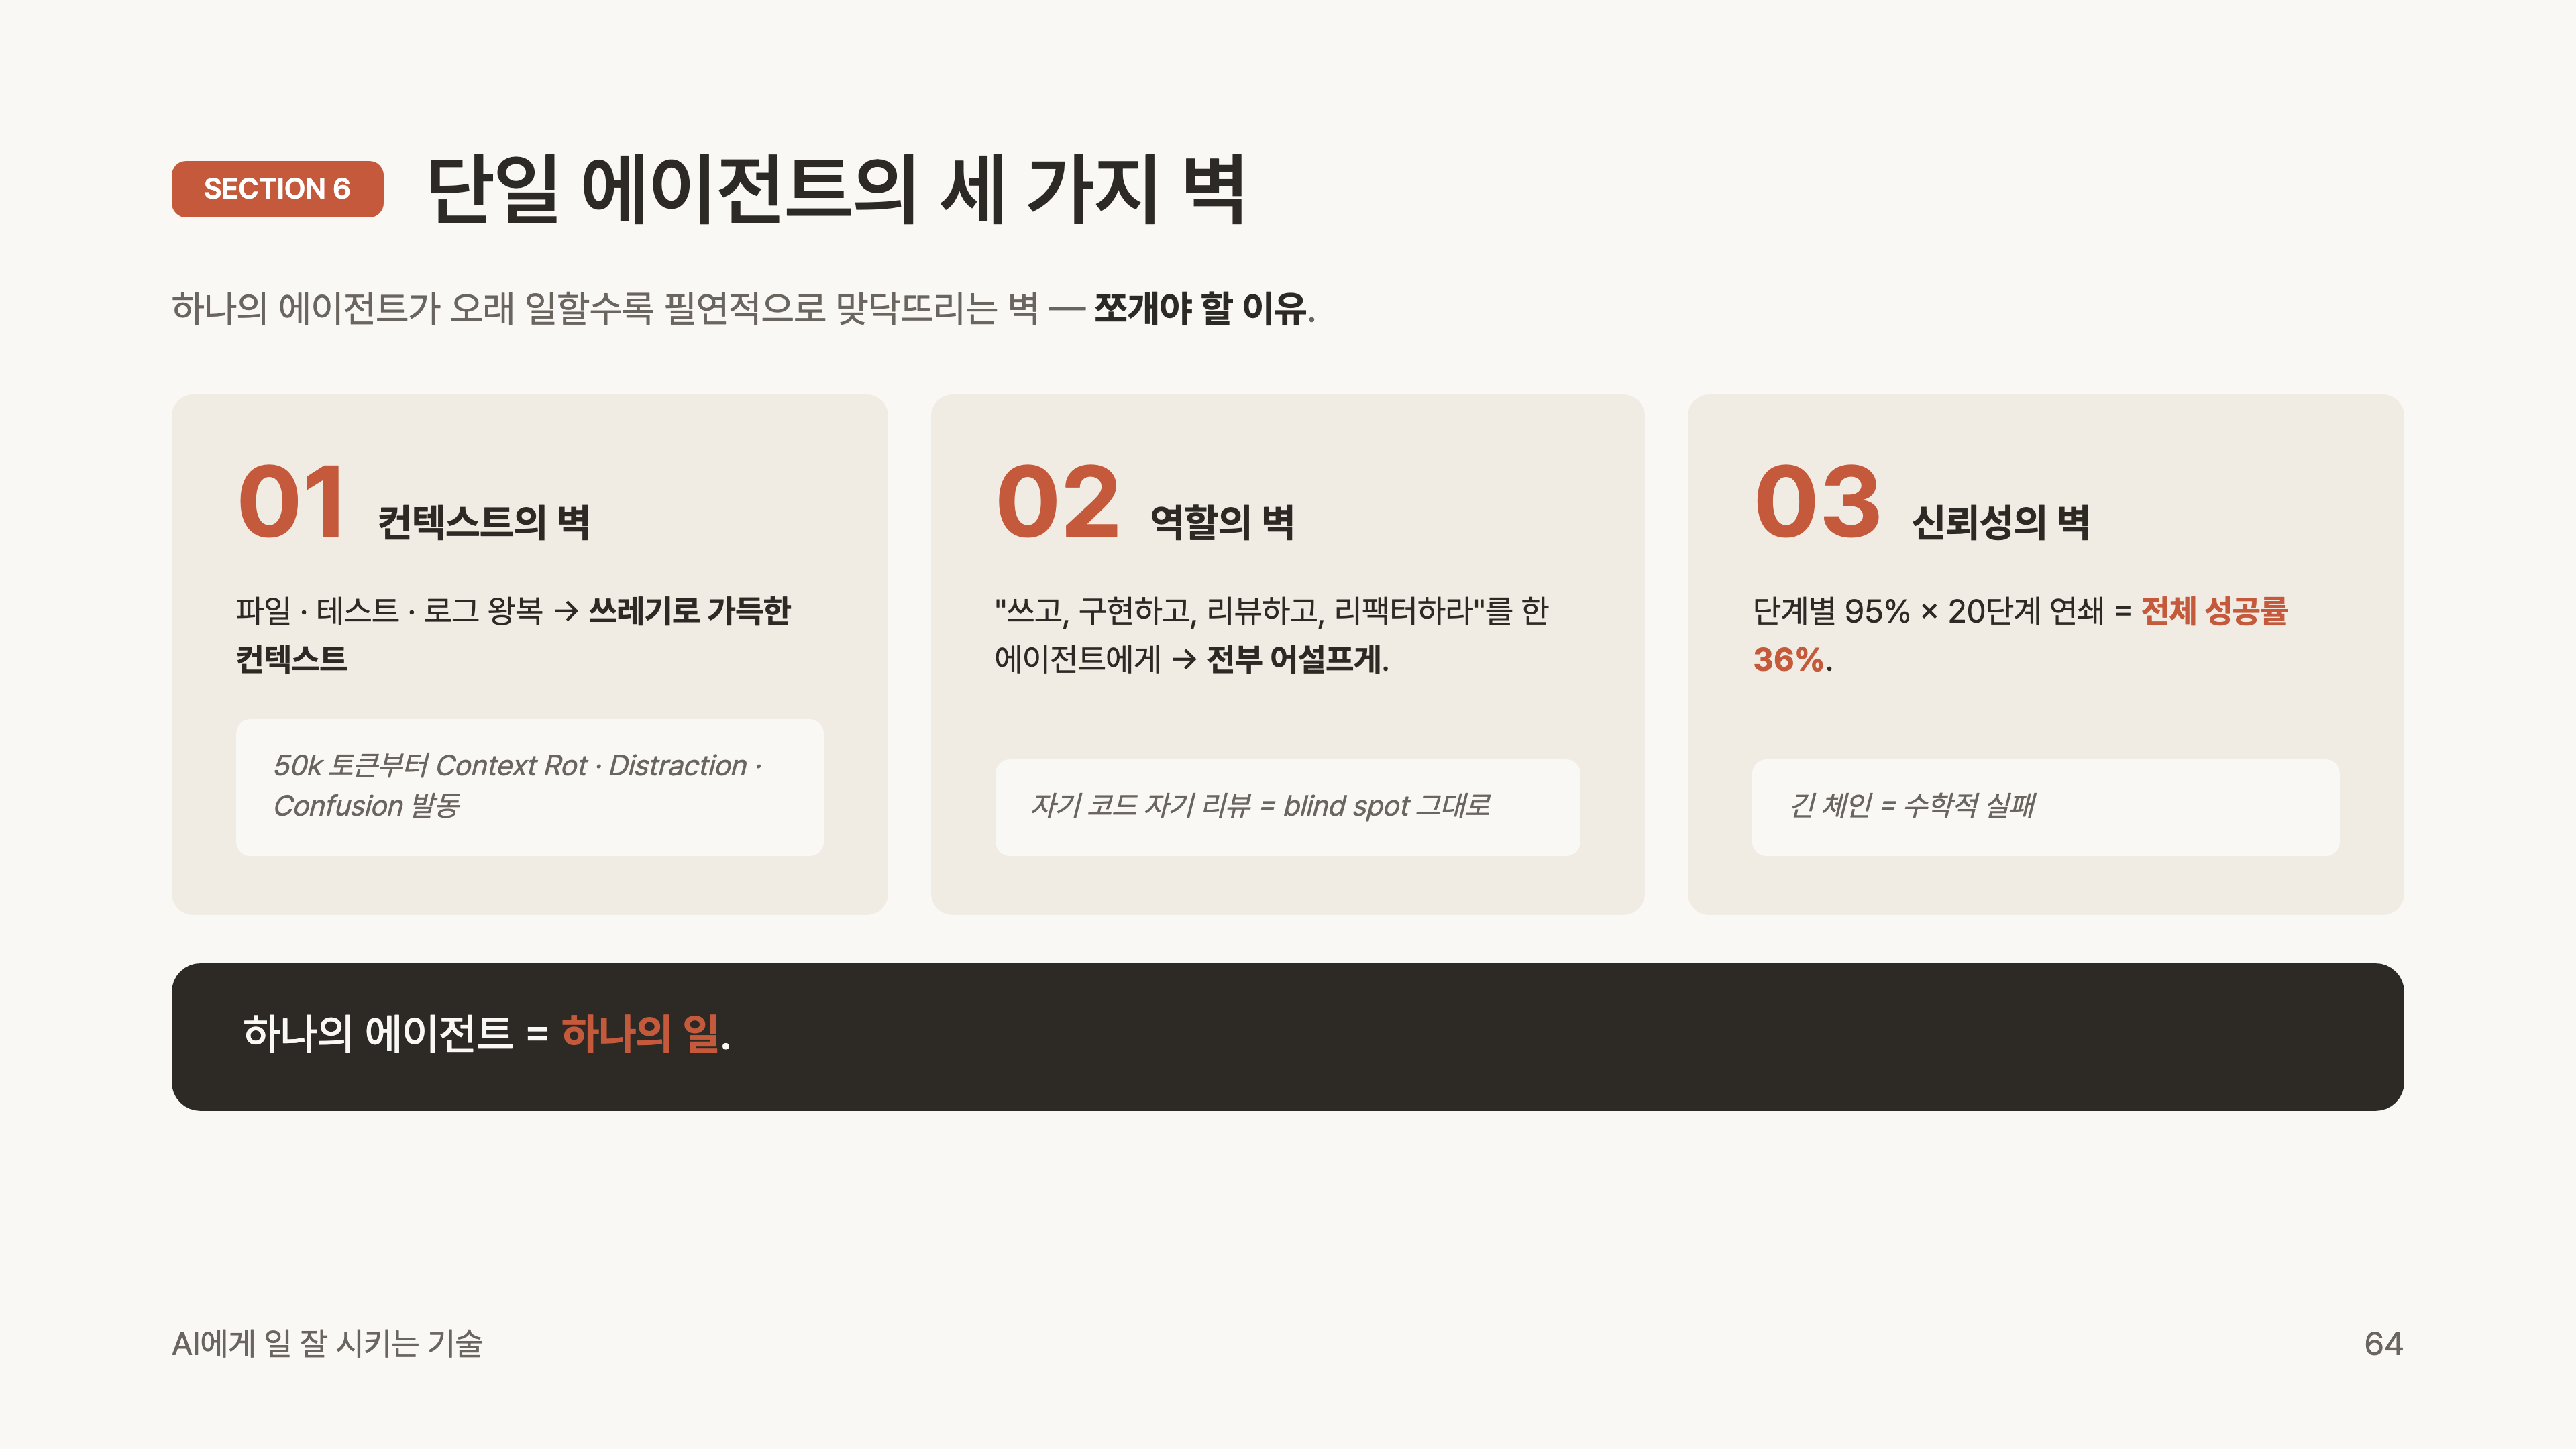 SECTION 6
단일 에이전트의 세 가지 벽
하나의 에이전트가 오래 일할수록 필연적으로 맞닥뜨리는 벽 — 쪼개야 할 이유.
01 컨텍스트의 벽
파일 · 테스트 · 로그 왕복 → 쓰레기로 가득한
컨텍스트
50k 토큰부터 Context Rot · Distraction ·
Confusion 발동
02 역할의 벽
"쓰고, 구현하고, 리뷰하고, 리팩터하라"를 한
에이전트에게 → 전부 어설프게.
자기 코드 자기 리뷰 = blind spot 그대로
03 신뢰성의 벽
단계별 95% × 20단계 연쇄 = 전체 성공률
36%.
긴 체인 = 수학적 실패
하나의 에이전트 = 하나의 일.
AI에게 일 잘 시키는 기술
64